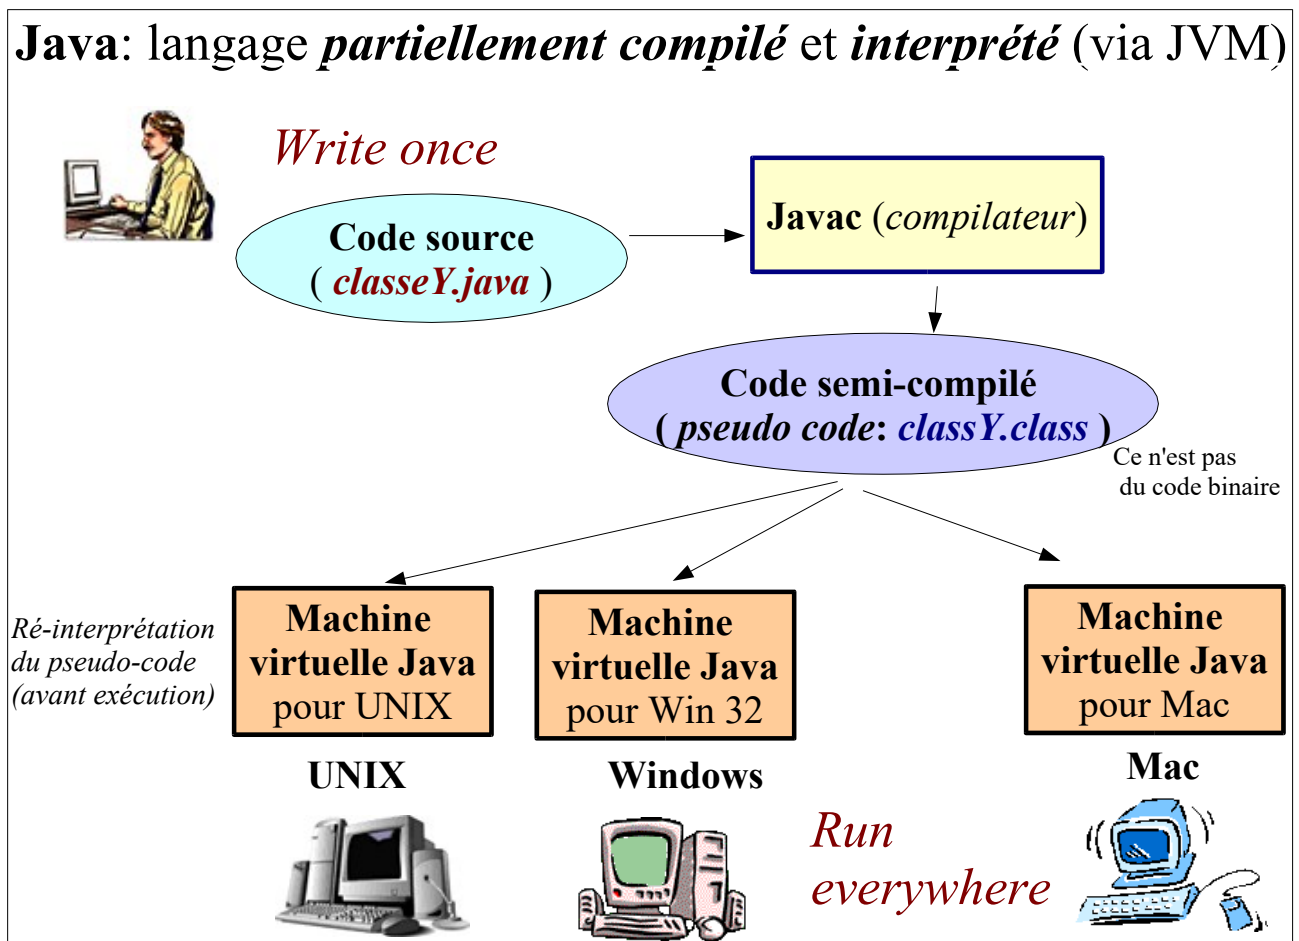 Java: langage partiellement compilé et interprété (via JVM)
Write once
Code source
( classeY.java )
Javac (compilateur)
Code semi-compilé
( pseudo code: classY.class )
Ce n'est pas
du code binaire
Ré-interprétation
du pseudo-code
(avant exécution)
Machine
virtuelle Java
pour UNIX
Machine
virtuelle Java
pour Win 32
Machine
virtuelle Java
pour Mac
UNIX
Windows
Mac
Run
everywhere